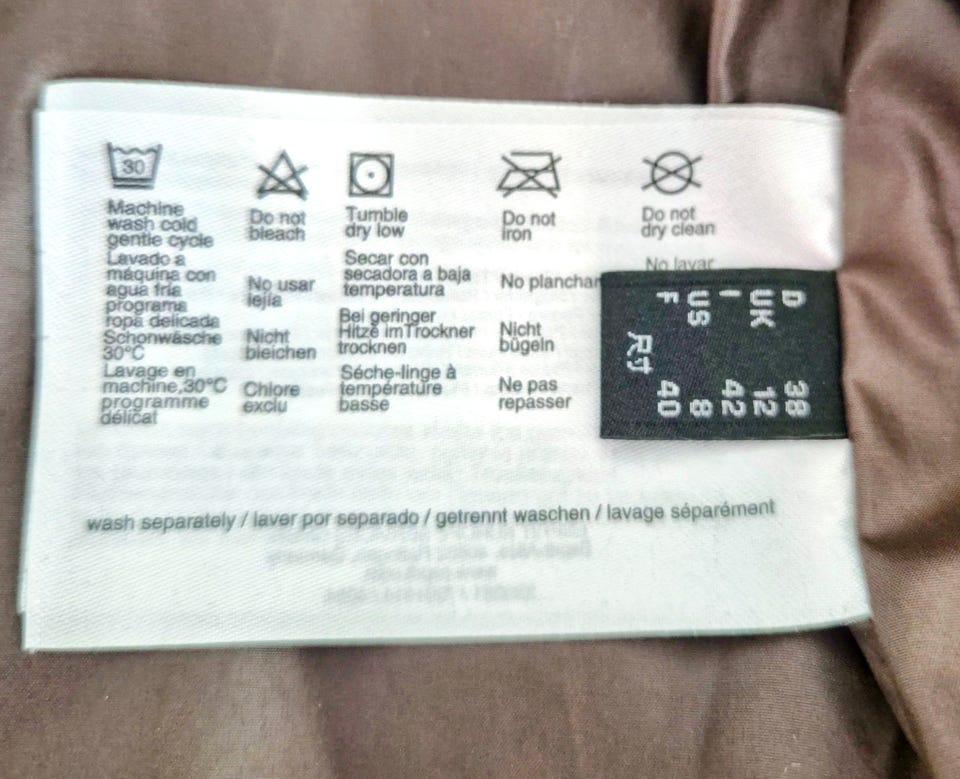 30
Machine
wash cold
gentle cycle
Lavado a
máquina con
agua fria
programa
ropa delicada
Schonwäsche
30°C
Lavage en
machine,30°C
programme
délicat
Do not
bleach
No usar
lejía
Nicht
bleichen
Chlore
exclu
Tumble
dry low
Secar con
secadora a baja
temperatura
Bei geringer
Hitze imTrockner
trocknen
Séche-linge à
température
basse
Do not
iron
No planchar
Nicht
bügeln
Ne pas
repasser
Do not
dry clean
No lavar
D 38
UK 12
I 42
US 8
F 40
wash separately / laver por separado / getrennt waschen / lavage séparément